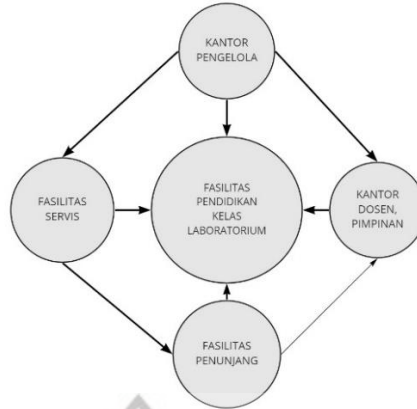 KANTOR
PENGELOLA
FASILITAS
SERVIS
FASILITAS
PENDIDIKAN
KELAS
LABORATORIUM
KANTOR
DOSEN,
PIMPINAN
FASILITAS
PENUNJANG